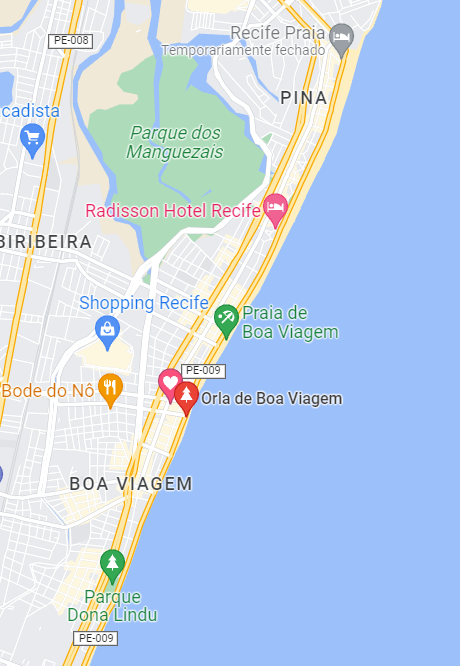 Recife Praia
Temporariamente fechado
PE-008
PINA
cadista
Parque dos
Manguezais
Radisson Hotel Recife
BIRIBEIRA
Shopping Recife
Praia de
Boa Viagem
PE-009
Bode do Nô
Orla de Boa Viagem
BOA VIAGEM
Parque
Dona Lindu
PE-009